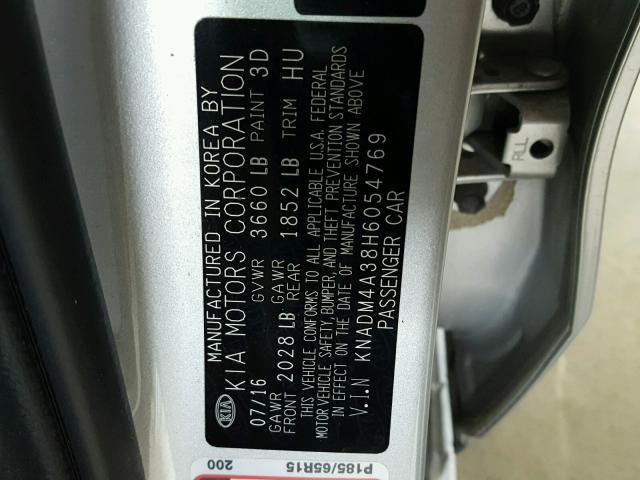 MANUFACTURED IN KOREA BY
KIA MOTORS CORPORATION
KIA
07/16 GVWR 3660 LB PAINT 3D
GAWR FRONT 2028 LB GAWR REAR 1852 LB TRIM HU
THIS VEHICLE CONFORMS TO ALL APPLICABLE U.S.A. FEDERAL
MOTOR VEHICLE SAFETY, BUMPER, AND THEFT PREVENTION STANDARDS
IN EFFECT ON THE DATE OF MANUFACTURE SHOWN ABOVE
V.I.N KNADM4A38H6054769
PASSENGER CAR
200
P185/65R15
RLL